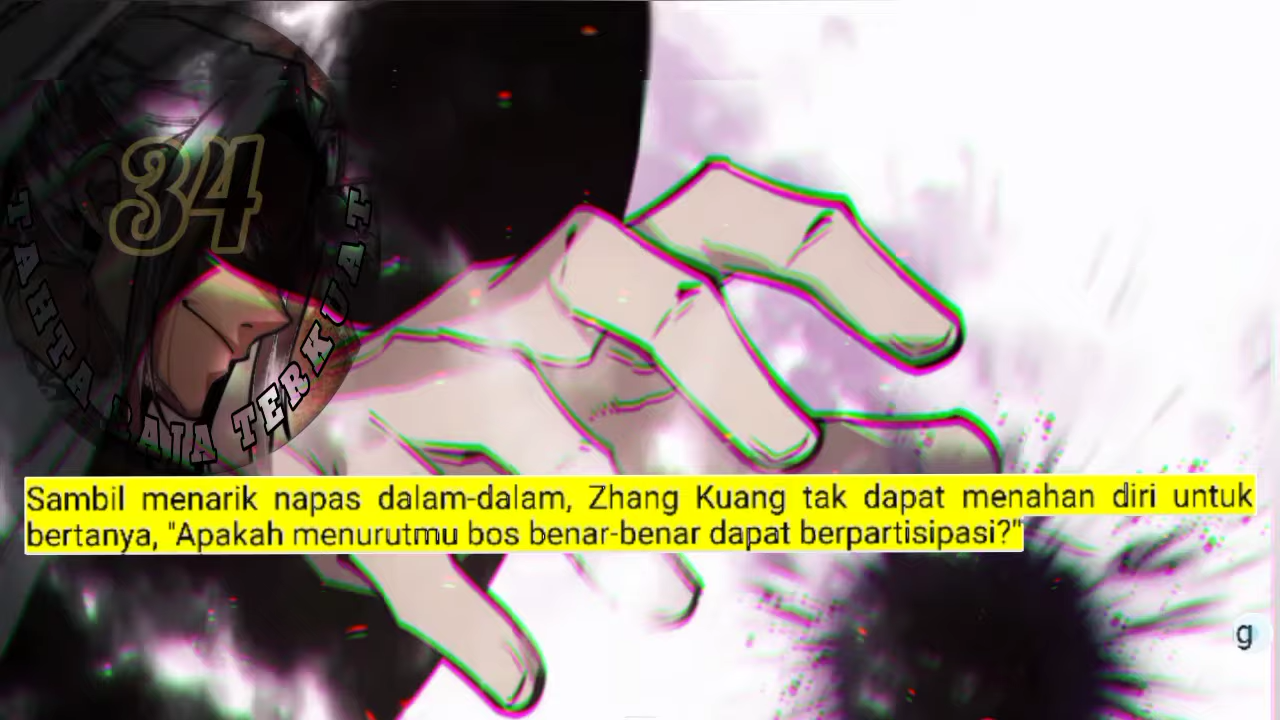 34
TAHTA RAJA TERKUAT
Sambil menarik napas dalam-dalam, Zhang Kuang tak dapat menahan diri untuk
bertanya, "Apakah menurutmu bos benar-benar dapat berpartisipasi?"
g